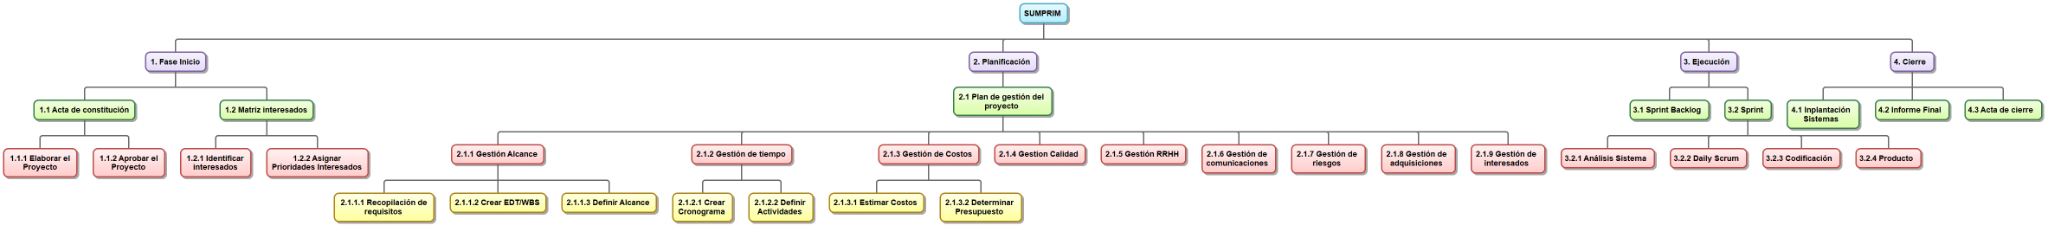 SUMPRIM
1. Fase Inicio
2. Planificación
3. Ejecución
4. Cierre
1.1 Acta de constitución
1.2 Matriz interesados
2.1 Plan de gestión del
proyecto
3.1 Sprint Backlog
3.2 Sprint
4.1 Inplantación
Sistemas
4.2 Informe Final
4.3 Acta de cierre
1.1.1 Elaborar el
Proyecto
1.1.2 Aprobar el
Proyecto
1.2.1 Identificar
interesados
1.2.2 Asignar
Prioridades Interesados
2.1.1 Gestión Alcance
2.1.2 Gestión de tiempo
2.1.3 Gestión de Costos
2.1.4 Gestion Calidad
2.1.5 Gestión RRHH
2.1.6 Gestión de
comunicaciones
2.1.7 Gestión de
riesgos
2.1.8 Gestión de
adquisiciones
2.1.9 Gestión de
interesados
3.2.1 Análisis Sistema
3.2.2 Daily Scrum
3.2.3 Codificación
3.2.4 Producto
2.1.1.1 Recopilación de
requisitos
2.1.1.2 Crear EDT/WBS
2.1.1.3 Definir Alcance
2.1.2.1 Crear
Cronograma
2.1.2.2 Definir
Actividades
2.1.3.1 Estimar Costos
2.1.3.2 Determinar
Presupuesto